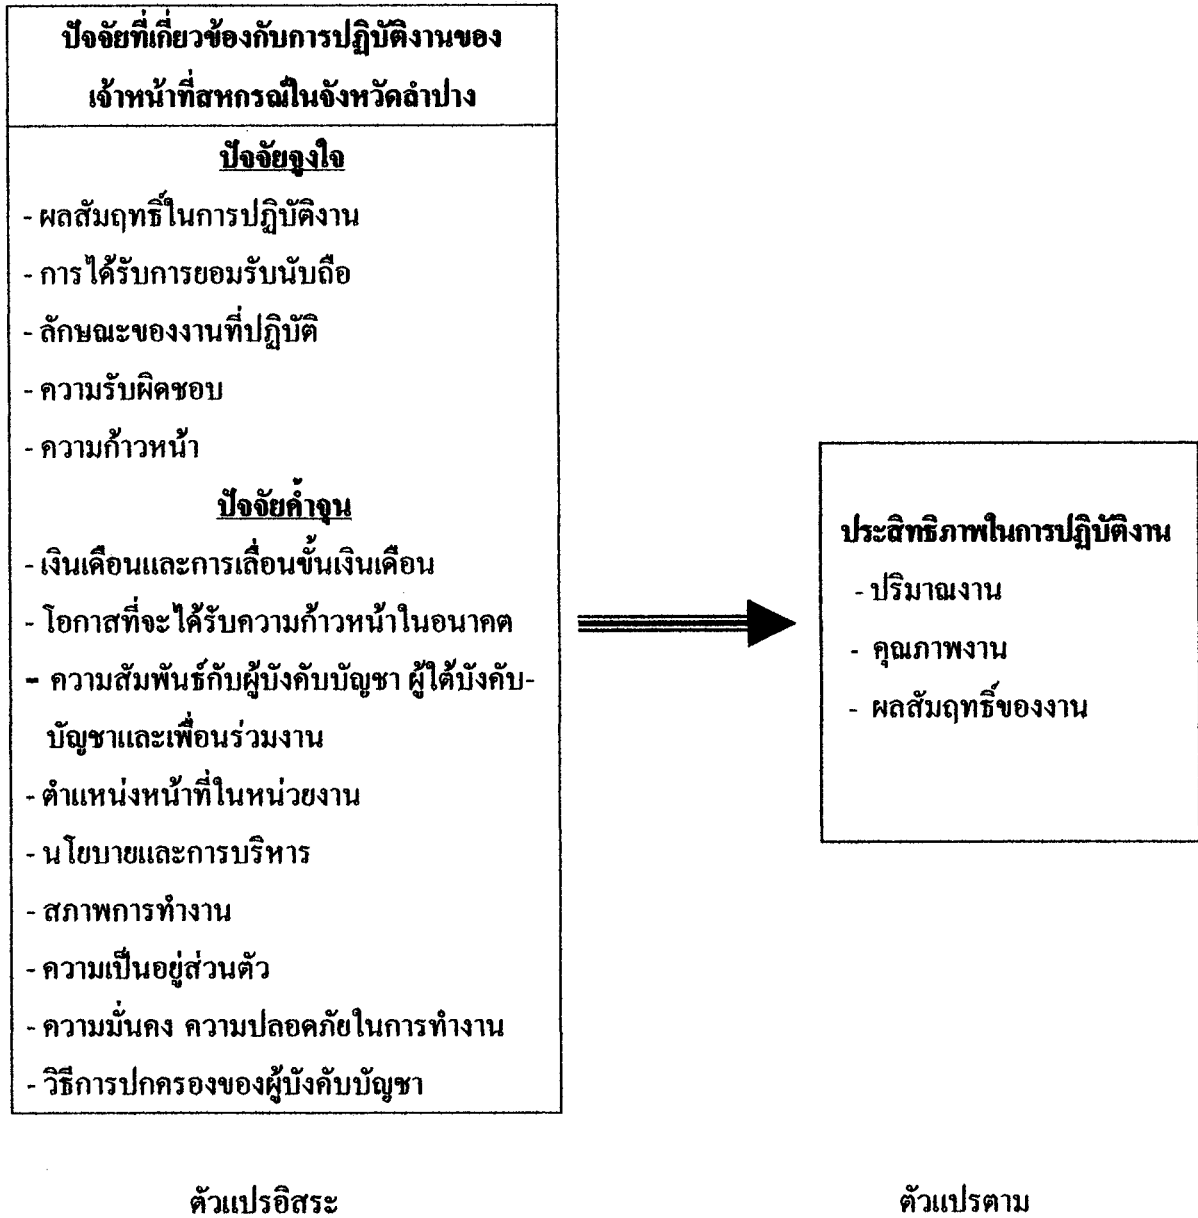 ปัจจัยที่เกี่ยวข้องกับการปฏิบัติงานของ
เจ้าหน้าที่สหกรณ์ในจังหวัดลำปาง
ปัจจัยจูงใจ
- ผลสัมฤทธิ์ในการปฏิบัติงาน
- การได้รับการยอมรับนับถือ
- ลักษณะของงานที่ปฏิบัติ
- ความรับผิดชอบ
- ความก้าวหน้า
ปัจจัยค้ำจุน
- เงินเดือนและการเลื่อนขั้นเงินเดือน
- โอกาสที่จะได้รับความก้าวหน้าในอนาคต
- ความสัมพันธ์กับผู้บังคับบัญชา ผู้ใต้บังคับ-
บัญชาและเพื่อนร่วมงาน
- ตำแหน่งหน้าที่ในหน่วยงาน
- นโยบายและการบริหาร
- สภาพการทำงาน
- ความเป็นอยู่ส่วนตัว
- ความมั่นคง ความปลอดภัยในการทำงาน
- วิธีการปกครองของผู้บังคับบัญชา
ประสิทธิภาพในการปฏิบัติงาน
- ปริมาณงาน
- คุณภาพงาน
- ผลสัมฤทธิ์ของงาน
ตัวแปรอิสระ
ตัวแปรตาม